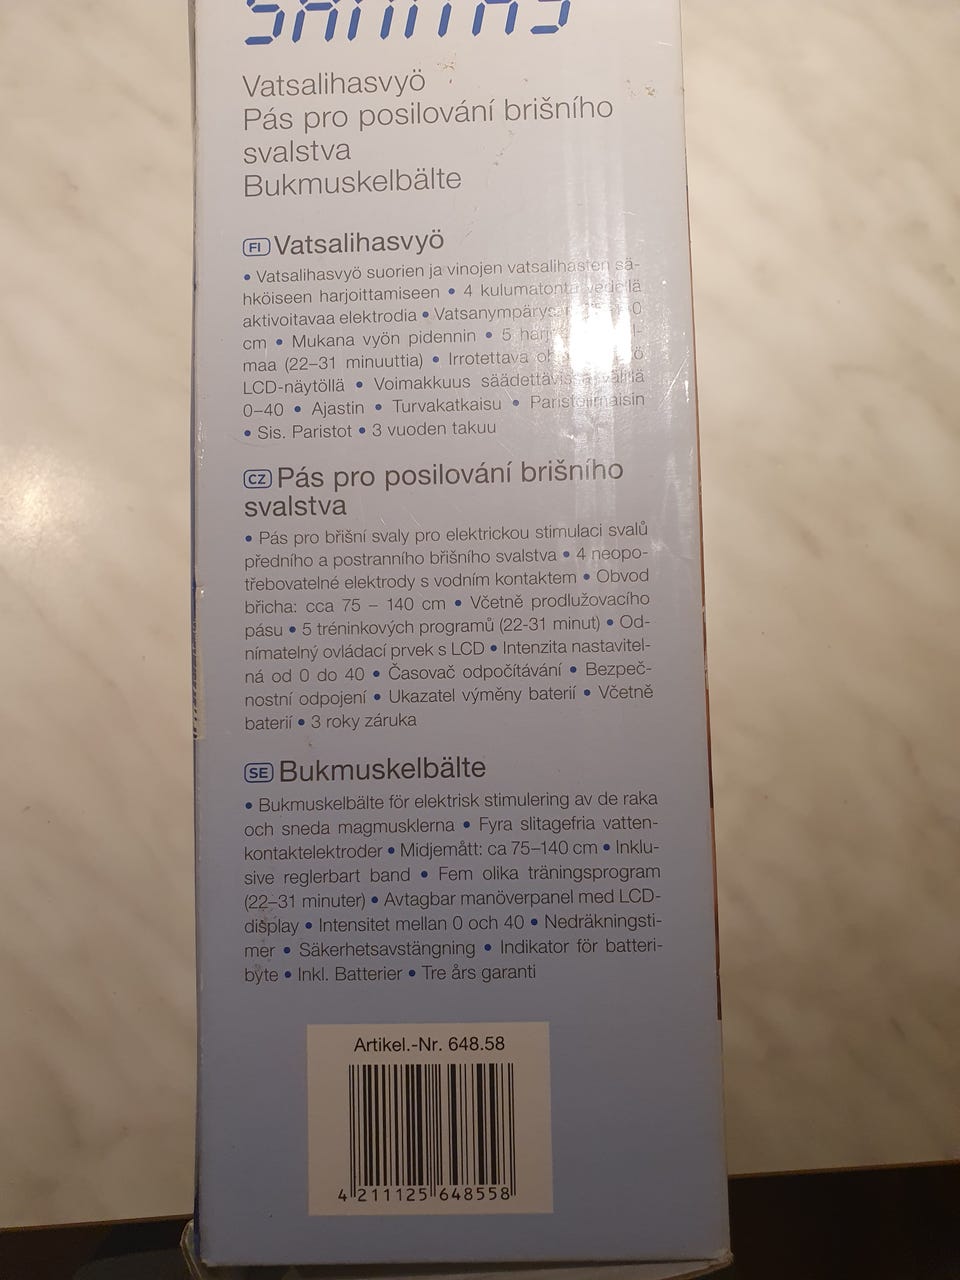 SANITAS
Vatsalihasvyö
Pás pro posilování brišního
svalstva
Bukmuskelbälte
FI Vatsalihasvyö
• Vatsalihasvyö suorien ja vinojen vatsalihasten sä-
hköiseen harjoittamiseen • 4 kulumatonta vedellä
aktivoitavaa elektrodia •
cm • Mukana vyön pidennin • 5
maa (22–31 minuuttia) • Irrotettava
LCD-näytöllä • Voimakkuus säädettävissä välillä
0–40 • Ajastin • Turvakatkaisu • Paristoilmaisin
• Sis. Paristot • 3 vuoden takuu
CZ Pás pro posilování brišního
svalstva
• Pás pro břišní svaly pro elektrickou stimulaci svalů
předního a postranního břišního svalstva • 4 neopo-
třebovatelné elektrody s vodním kontaktem • Obvod
břicha: cca 75 – 140 cm • Včetně prodlužovacího
pásu • 5 tréninkových programů (22-31 minut) • Od-
nímatelný ovládací prvek s LCD • Intenzita nastavitel-
ná od 0 do 40 • Časovač odpočítávání • Bezpeč-
nostní odpojení • Ukazatel výměny baterií • Včetně
baterií • 3 roky záruka
SE Bukmuskelbälte
• Bukmuskelbälte för elektrisk stimulering av de raka
och sneda magmusklerna • Fyra slitagefria vatten-
kontaktelektroder • Midjemått: ca 75–140 cm • Inklu-
sive reglerbart band • Fem olika träningsprogram
(22–31 minuter) • Avtagbar manöverpanel med LCD-
display • Intensitet mellan 0 och 40 • Nedräkningsti-
mer • Säkerhetsavstängning • Indikator för batteri-
byte • Inkl. Batterier • Tre års garanti
Artikel.-Nr. 648.58
4 211125 648558